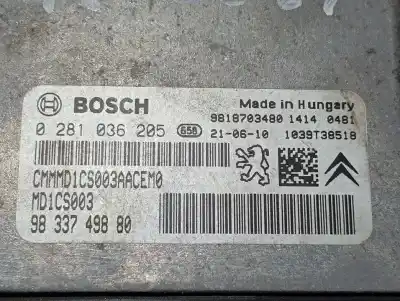 BOSCH
Made in Hungary
9818703480 1414 0481
0 281 036 205 G58
21-06-10 1039T38518
CMMMD1CS003AACEM0
MD1CS003
98 337 498 80